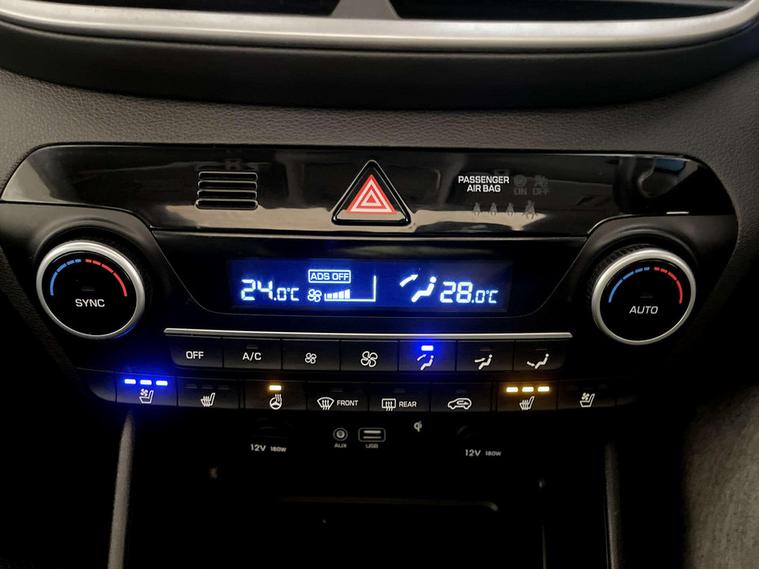 PASSENGER
AIR BAG
ON OFF
ADS OFF
24.0°C
28.0°C
SYNC
AUTO
OFF
A/C
FRONT
REAR
12V 180W
AUX
USB
12V 180W